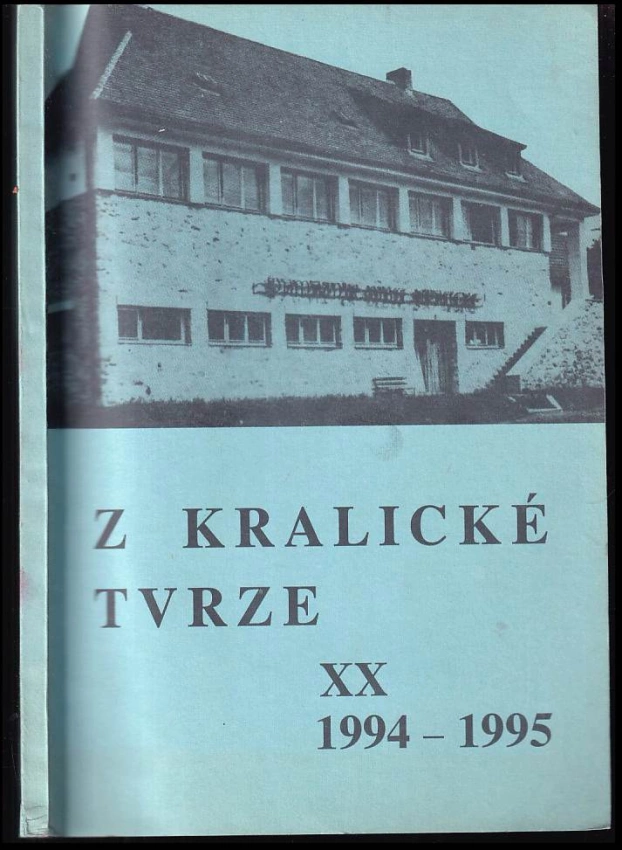 Z KRALICKÉ
TVRZE
XX
1994 – 1995